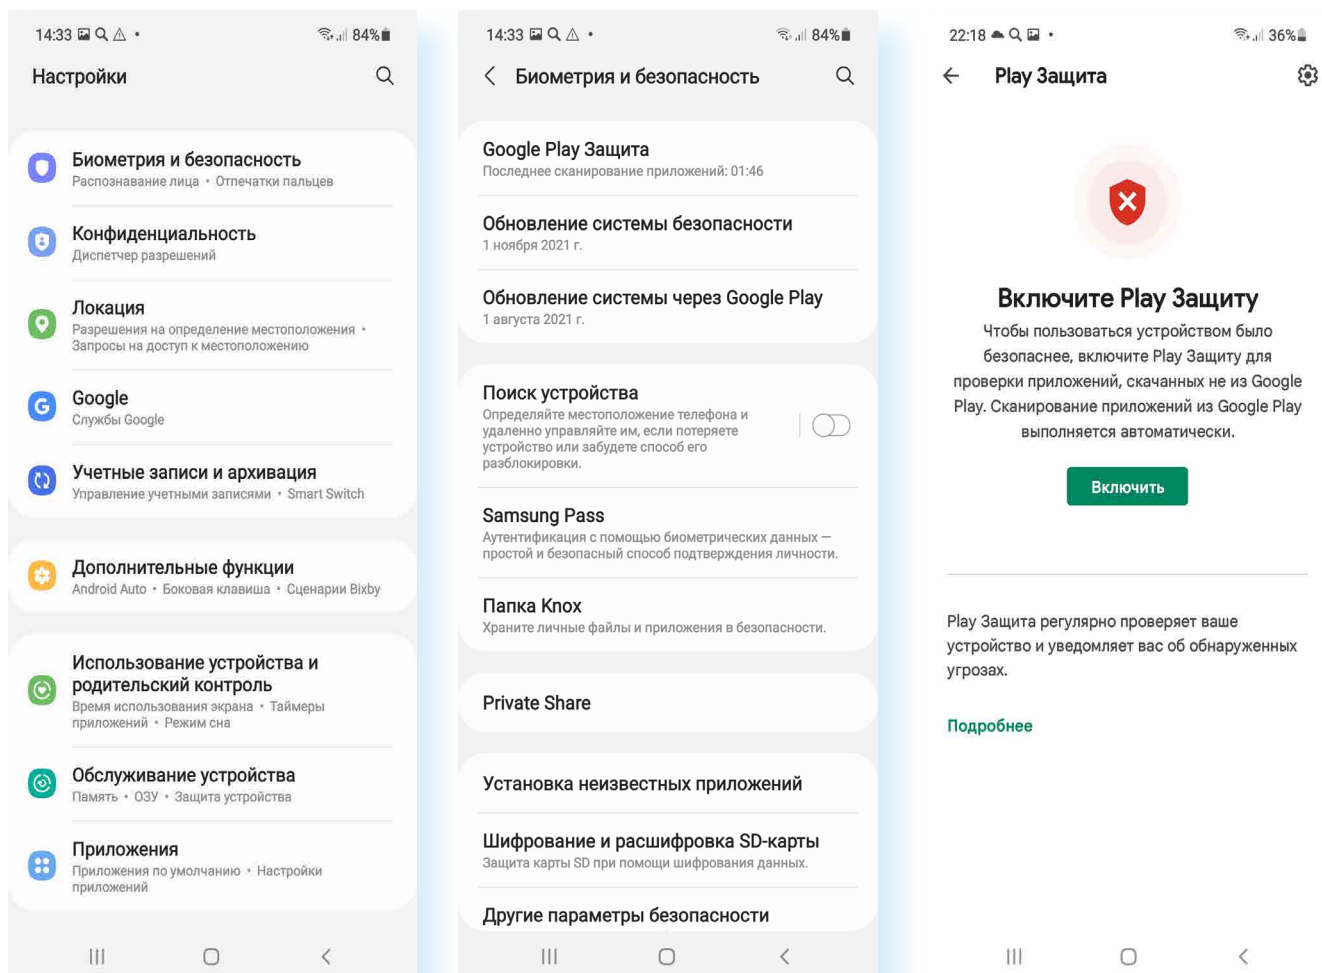 14:33
84%
Настройки
Биометрия и безопасность
Распознавание лица • Отпечатки пальцев
Конфиденциальность
Диспетчер разрешений
Локация
Разрешения на определение местоположения •
Запросы на доступ к местоположению
Google
Службы Google
Учетные записи и архивация
Управление учетными записями • Smart Switch
Дополнительные функции
Android Auto • Боковая клавиша • Сценарии Bixby
Использование устройства и
родительский контроль
Время использования экрана • Таймеры
приложений • Режим сна
Обслуживание устройства
Память • ОЗУ • Защита устройства
Приложения
Приложения по умолчанию • Настройки
приложений
14:33
84%
Биометрия и безопасность
Google Play Защита
Последнее сканирование приложений: 01:46
Обновление системы безопасности
1 ноября 2021 г.
Обновление системы через Google Play
1 августа 2021 г.
Поиск устройства
Определяйте местоположение телефона и
удаленно управляйте им, если потеряете
устройство или забудете способ его
разблокировки.
Samsung Pass
Аутентификация с помощью биометрических данных —
простой и безопасный способ подтверждения личности.
Папка Knox
Храните личные файлы и приложения в безопасности.
Private Share
Установка неизвестных приложений
Шифрование и расшифровка SD-карты
Защита карты SD при помощи шифрования данных.
Другие параметры безопасности
22:18
36%
Play Защита
Включите Play Защиту
Чтобы пользоваться устройством было
безопаснее, включите Play Защиту для
проверки приложений, скачанных не из Google
Play. Сканирование приложений из Google Play
выполняется автоматически.
Включить
Play Защита регулярно проверяет ваше
устройство и уведомляет вас об обнаруженных
угрозах.
Подробнее